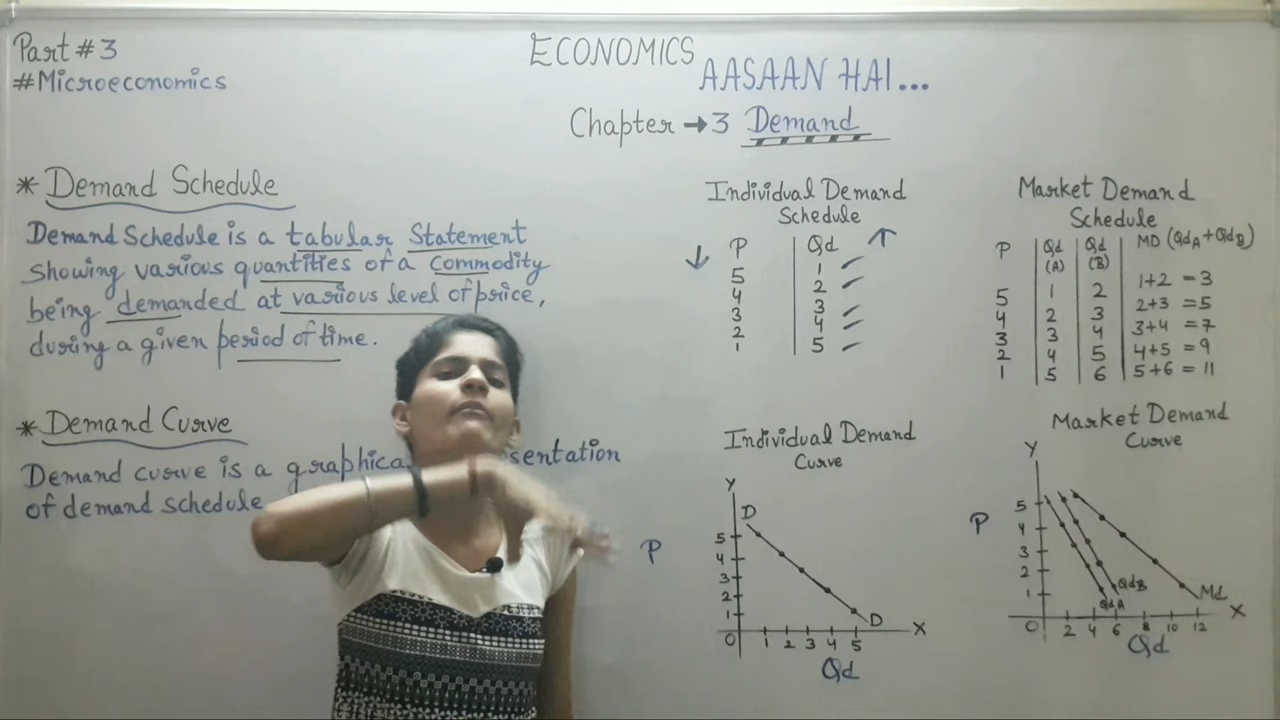 Part # 3
# Microeconomics
ECONOMICS
AASAAN HAI...
Chapter → 3 Demand
* Demand Schedule
Demand Schedule is a tabular Statement
showing various quantities of a commodity
being demanded at various level of price,
during a given period of time.
* Demand Curve
Demand curve is a graphica sentation
of demand schedule
Individual Demand
Schedule
↓ P Qd ↑
5 1
4 2
3 3
2 4
1 5
Market Demand
Schedule
P Qd (A) Qd (B) MD (QdA + QdB)
5 1 2 1+2 = 3
4 2 3 2+3 = 5
3 3 4 3+4 = 7
2 4 5 4+5 = 9
1 5 6 5+6 = 11
Individual Demand
Curve
Y
D
P
5
4
3
2
1
D
0 1 2 3 4 5 X
Qd
Market Demand
Curve
Y
P
5
4
3
2
1
QdA QdB Md
0 2 4 6 8 10 12 X
Qd